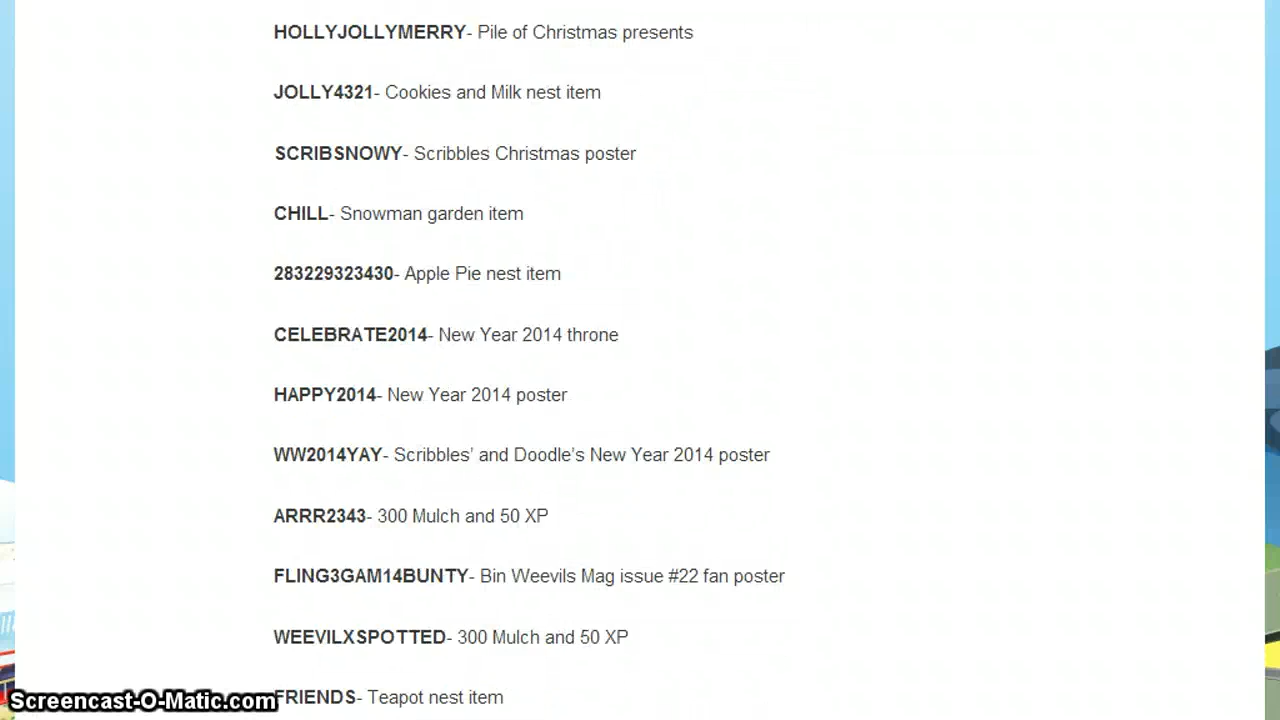 HOLLYJOLLYMERRY- Pile of Christmas presents
JOLLY4321- Cookies and Milk nest item
SCRIBSNOWY- Scribbles Christmas poster
CHILL- Snowman garden item
283229323430- Apple Pie nest item
CELEBRATE2014- New Year 2014 throne
HAPPY2014- New Year 2014 poster
WW2014YAY- Scribbles’ and Doodle’s New Year 2014 poster
ARRR2343- 300 Mulch and 50 XP
FLING3GAM14BUNTY- Bin Weevils Mag issue #22 fan poster
WEEVILXSPOTTED- 300 Mulch and 50 XP
FRIENDS- Teapot nest item
Screencast-O-Matic.com